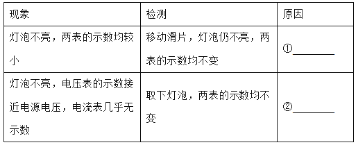 现象 检测 原因
灯泡不亮，两表的示数均较
小
移动滑片，灯泡仍不亮，两
表的示数均不变
①______
灯泡不亮，电压表的示数接
近电源电压，电流表几乎无
示数
取下灯泡，两表的示数均不
变
②______